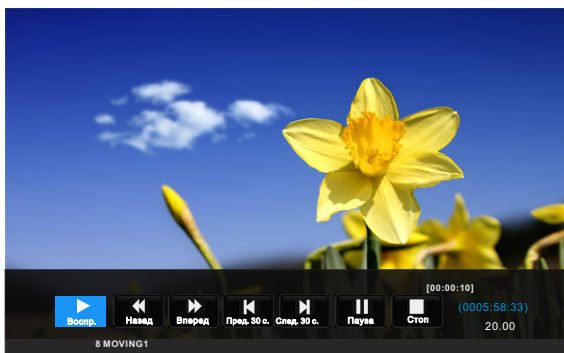 [00:00:10]
Воспр. Назад Вперед Пред. 30 с. След. 30 с. Пауза Стоп (0005:58:33)
20.00
8 MOVING1